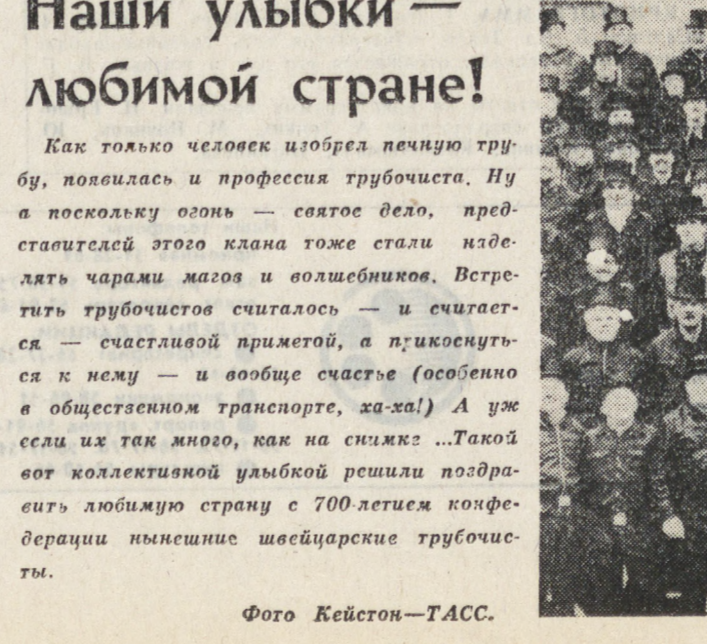 Наши улыбки —
любимой стране!
Как только человек изобрел печную тру-
бу, появилась и профессия трубочиста. Ну
а поскольку огонь — святое дело, пред-
ставителей этого клана тоже стали наде-
лять чарами магов и волшебников. Встре-
тить трубочистов считалось — и считает-
ся — счастливой приметой, а прикоснуть-
ся к нему — и вообще счастье (особенно
в общественном транспорте, ха-ха!) А уж
если их так много, как на снимке ...Такой
вот коллективной улыбкой решили поздра-
вить любимую страну с 700-летием конфе-
дерации нынешние швейцарские трубочис-
ты.
Фото Кейстон—ТАСС.